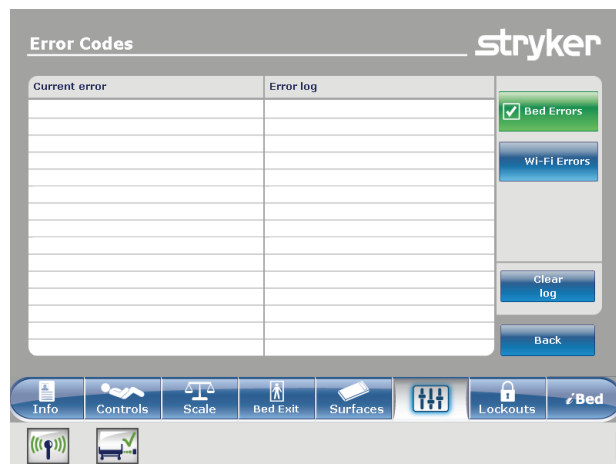 Error Codes
stryker
Current error
Error log
Bed Errors
Wi-Fi Errors
Clear
log
Back
Info
Controls
Scale
Bed Exit
Surfaces
Lockouts
iBed